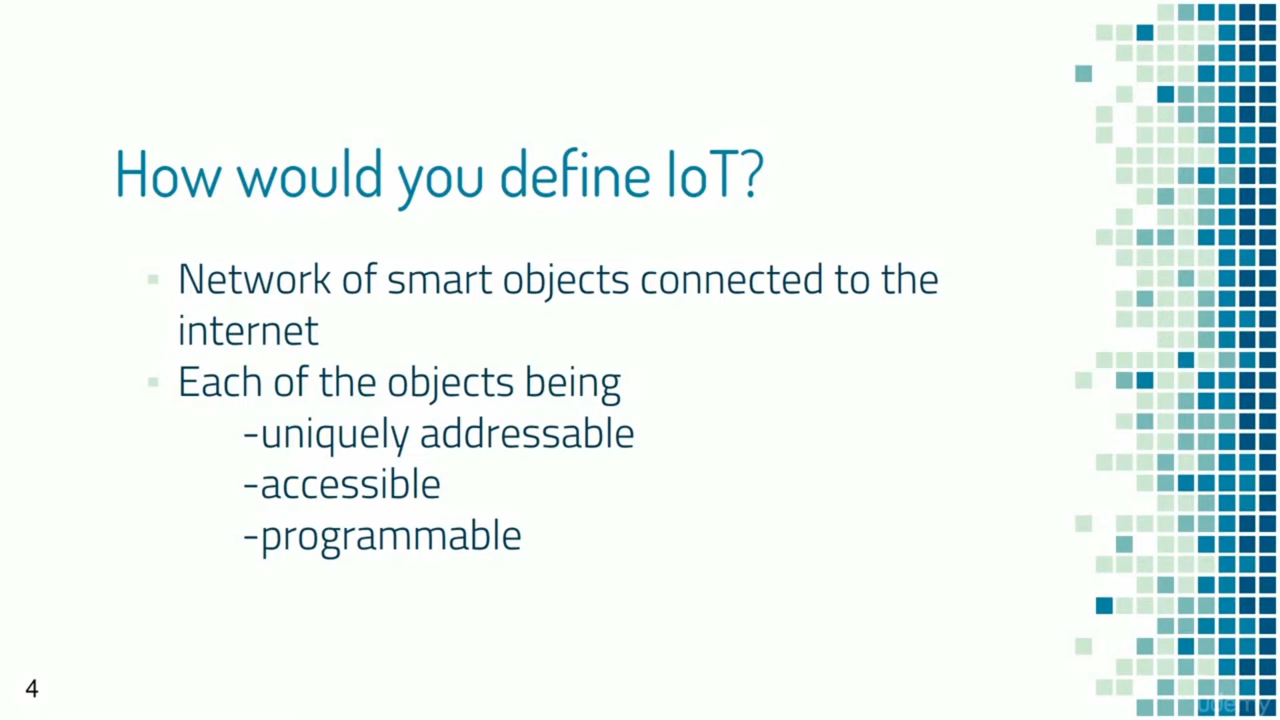 How would you define IoT?
▪ Network of smart objects connected to the
internet
▪ Each of the objects being
-uniquely addressable
-accessible
-programmable
4
udemy